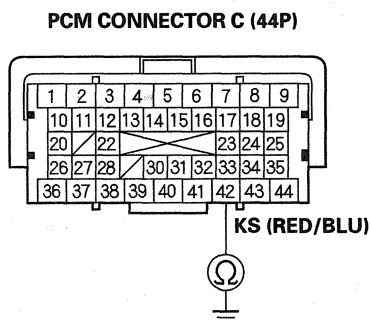 PCM CONNECTOR C (44P)
1 2 3 4 5 6 7 8 9
10 11 12 13 14 15 16 17 18 19
20 22 23 24 25
26 27 28 30 31 32 33 34 35
36 37 38 39 40 41 42 43 44
KS (RED/BLU)
Ω